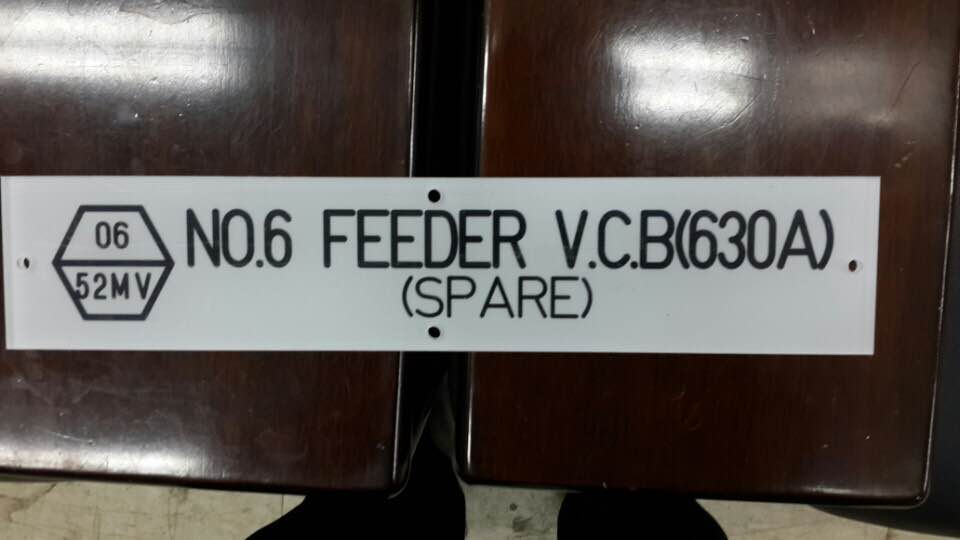 06
52MV
NO.6 FEEDER V.C.B(630A)
(SPARE)